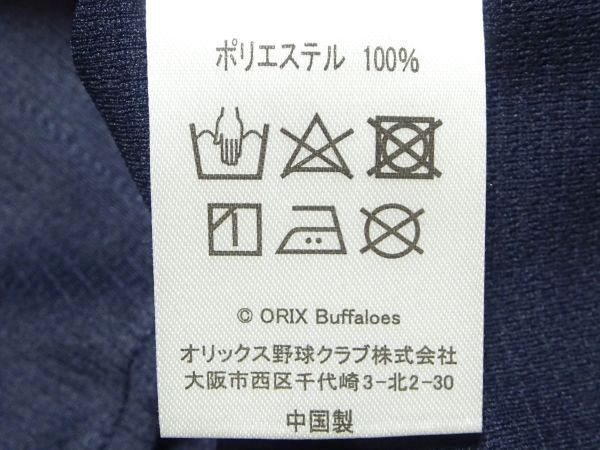 ポリエステル 100%
© ORIX Buffaloes
オリックス野球クラブ株式会社
大阪市西区千代崎3-北2-30
中国製